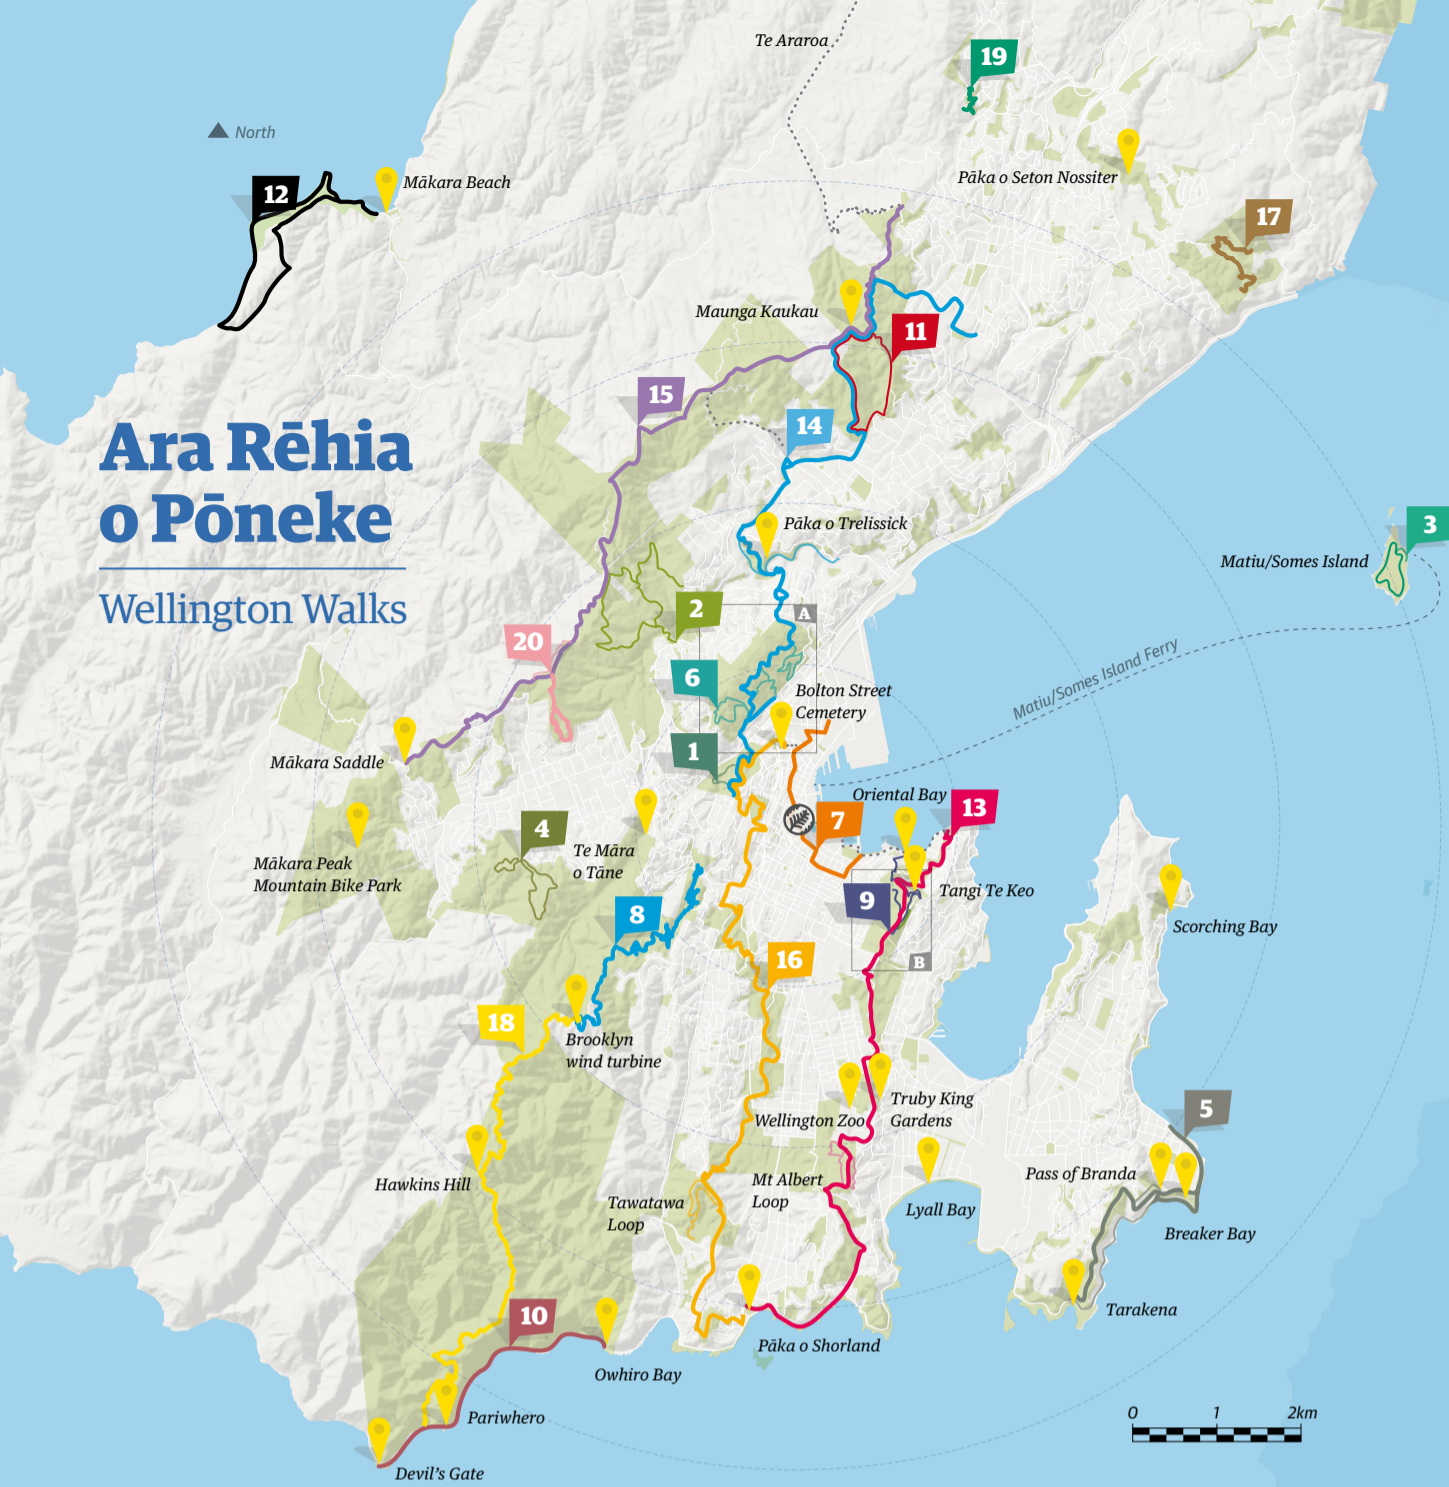 Te Araroa
19
North
Pāka o Seton Nossiter
12
Mākara Beach
17
Maunga Kaukau
11
15
14
Ara Rēhia
o Pōneke
Wellington Walks
Pāka o Trelissick
3
Matiu/Somes Island
2
A
20
6
Matiu/Somes Island Ferry
Bolton Street
Cemetery
1
Mākara Saddle
Oriental Bay
13
4
7
Te Māra
o Tāne
Mākara Peak
Mountain Bike Park
Tangi Te Keo
9
8
Scorching Bay
B
16
18
Brooklyn
wind turbine
Truby King
Gardens
Wellington Zoo
5
Hawkins Hill
Pass of Branda
Mt Albert
Loop
Tawatawa
Loop
Lyall Bay
Breaker Bay
Tarakena
10
Pāka o Shorland
Owhiro Bay
Pariwhero
0 1 2km
Devil's Gate